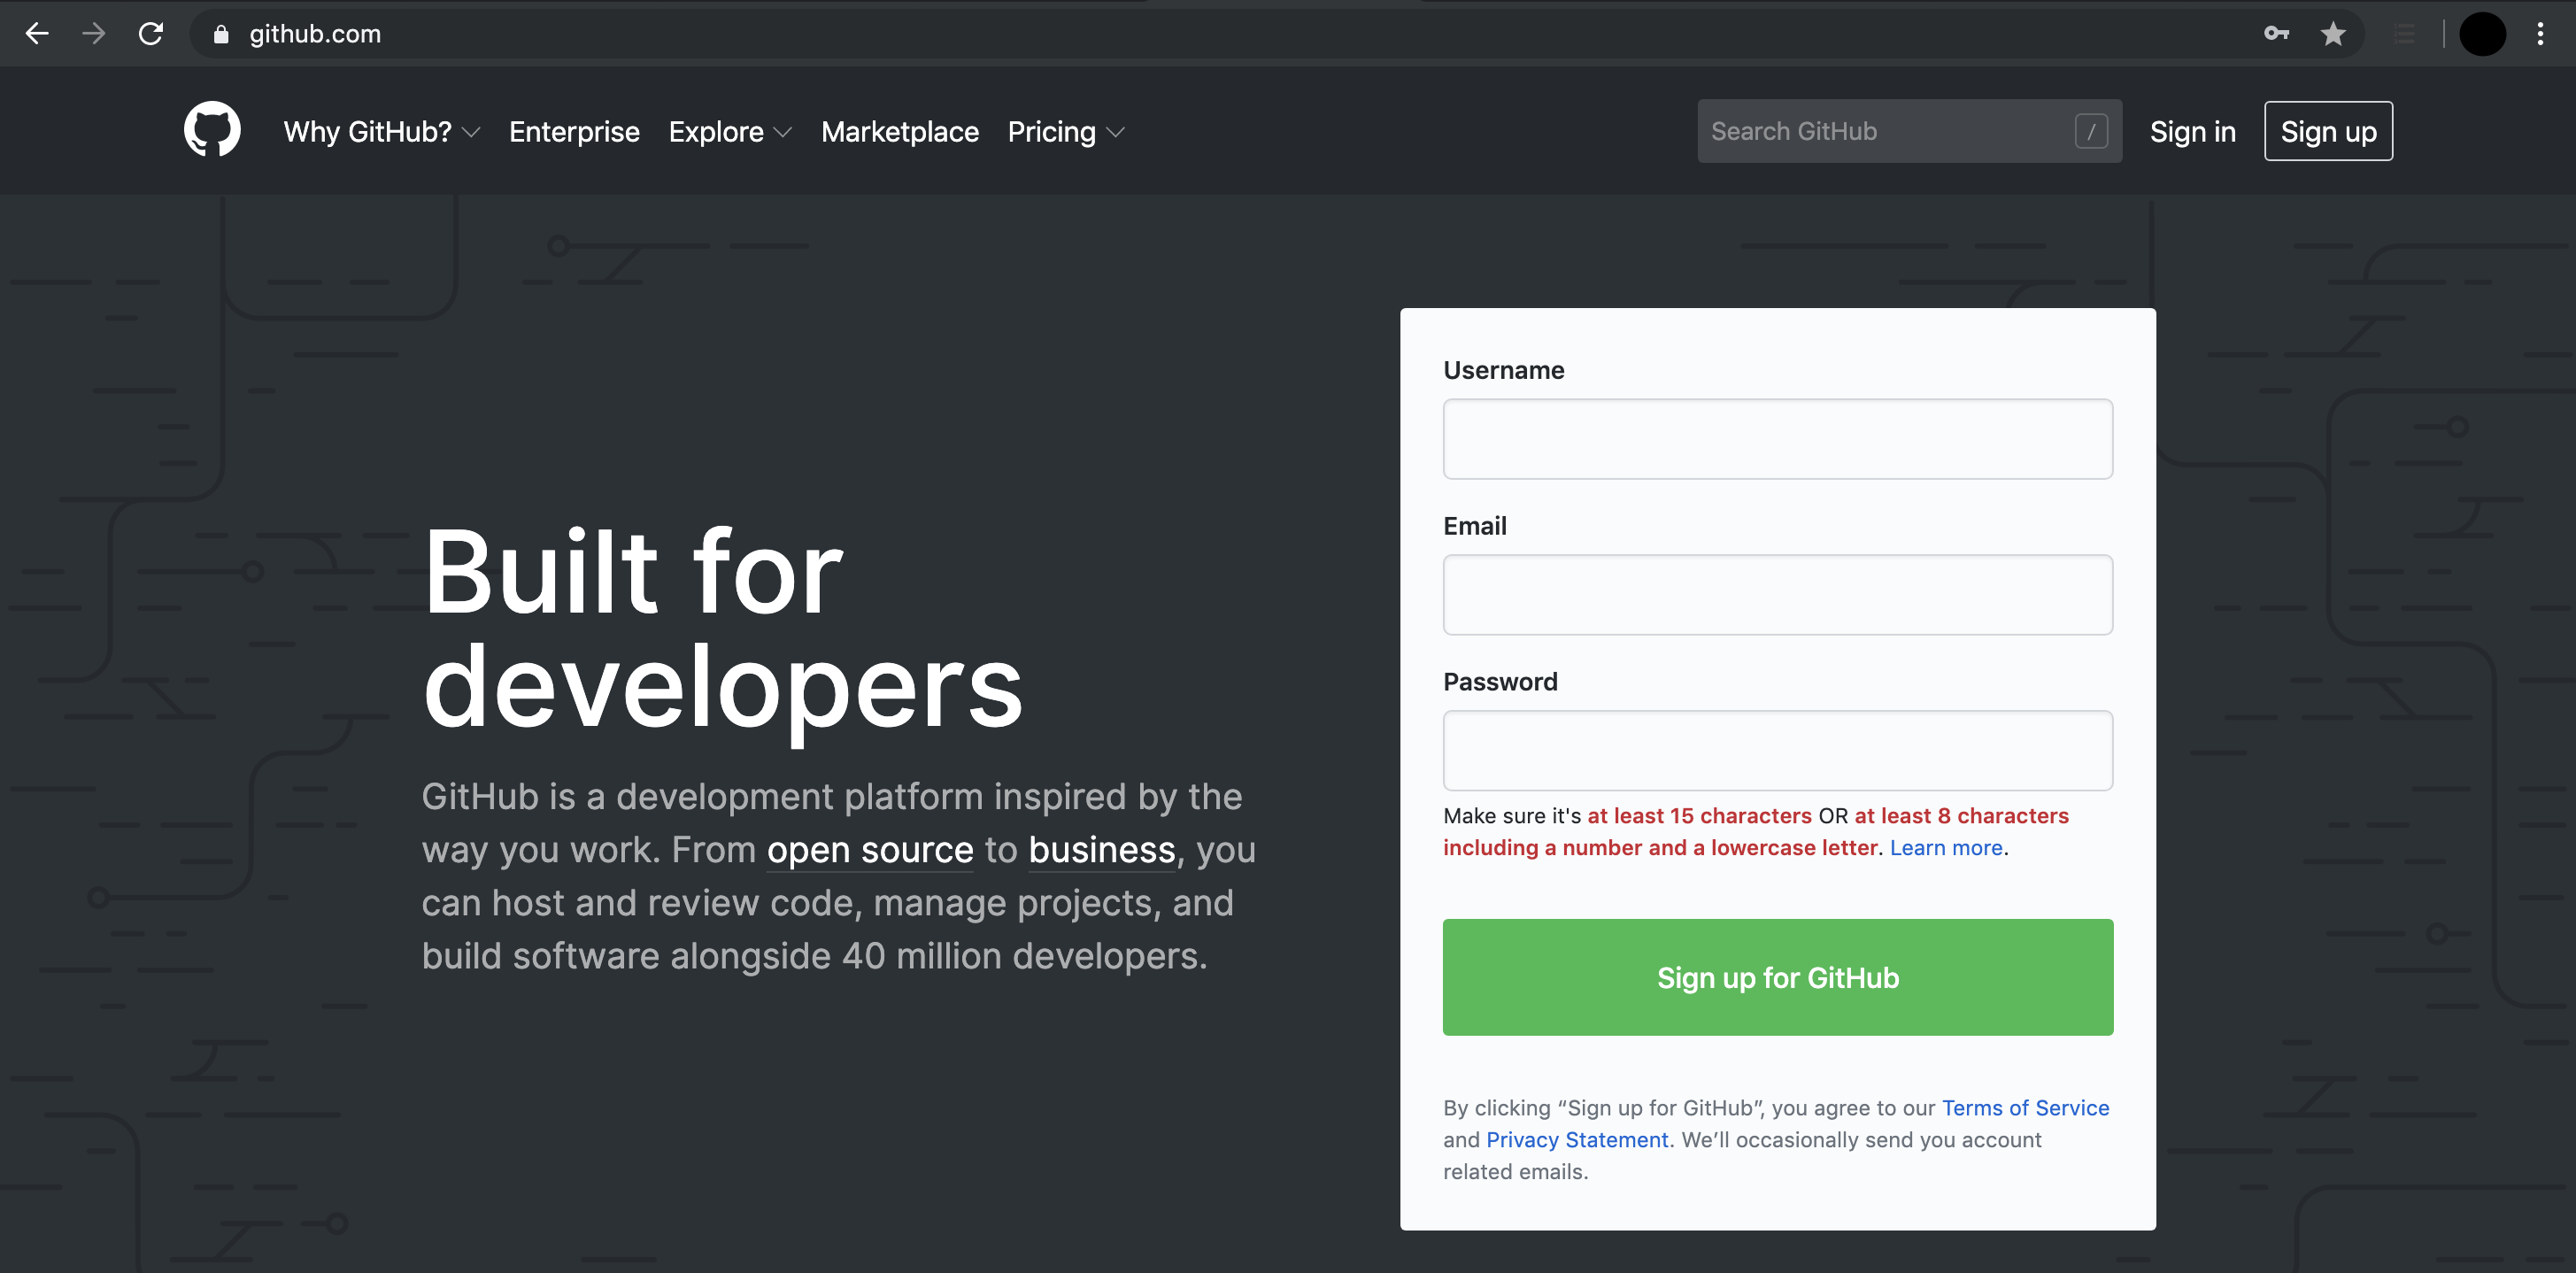 github.com
Why GitHub? Enterprise Explore Marketplace Pricing Search GitHub / Sign in Sign up
Built for
developers
GitHub is a development platform inspired by the
way you work. From open source to business, you
can host and review code, manage projects, and
build software alongside 40 million developers.
Username
Email
Password
Make sure it's at least 15 characters OR at least 8 characters
including a number and a lowercase letter. Learn more.
Sign up for GitHub
By clicking “Sign up for GitHub”, you agree to our Terms of Service
and Privacy Statement. We’ll occasionally send you account
related emails.